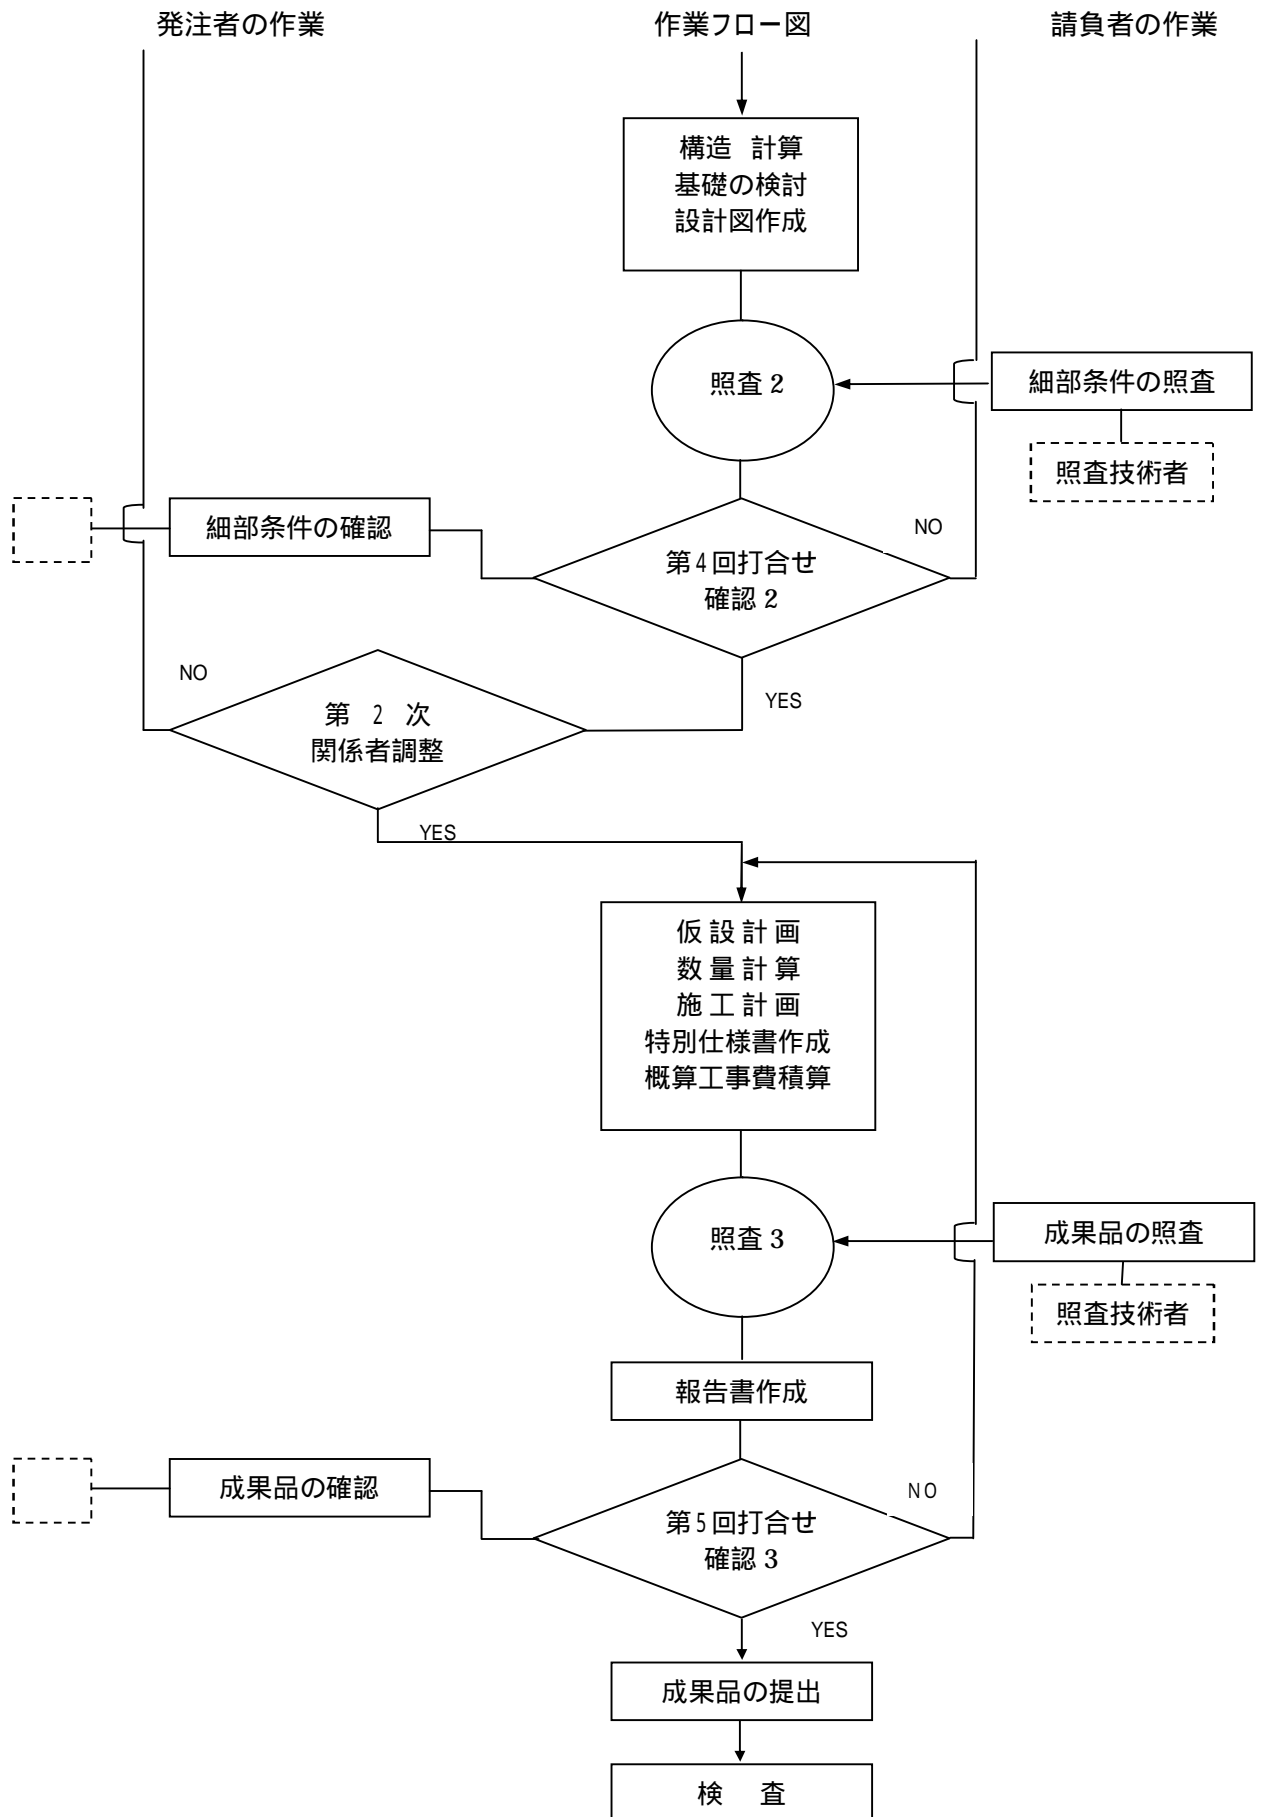 発注者の作業
作業フロー図
請負者の作業
構造 計算
基礎の検討
設計図作成
照査2
細部条件の照査
照査技術者
細部条件の確認
第4回打合せ
確認2
NO
NO
第 2 次
関係者調整
YES
YES
仮設計画
数量計算
施工計画
特別仕様書作成
概算工事費積算
照査3
成果品の照査
照査技術者
報告書作成
成果品の確認
第5回打合せ
確認3
NO
YES
成果品の提出
検 査